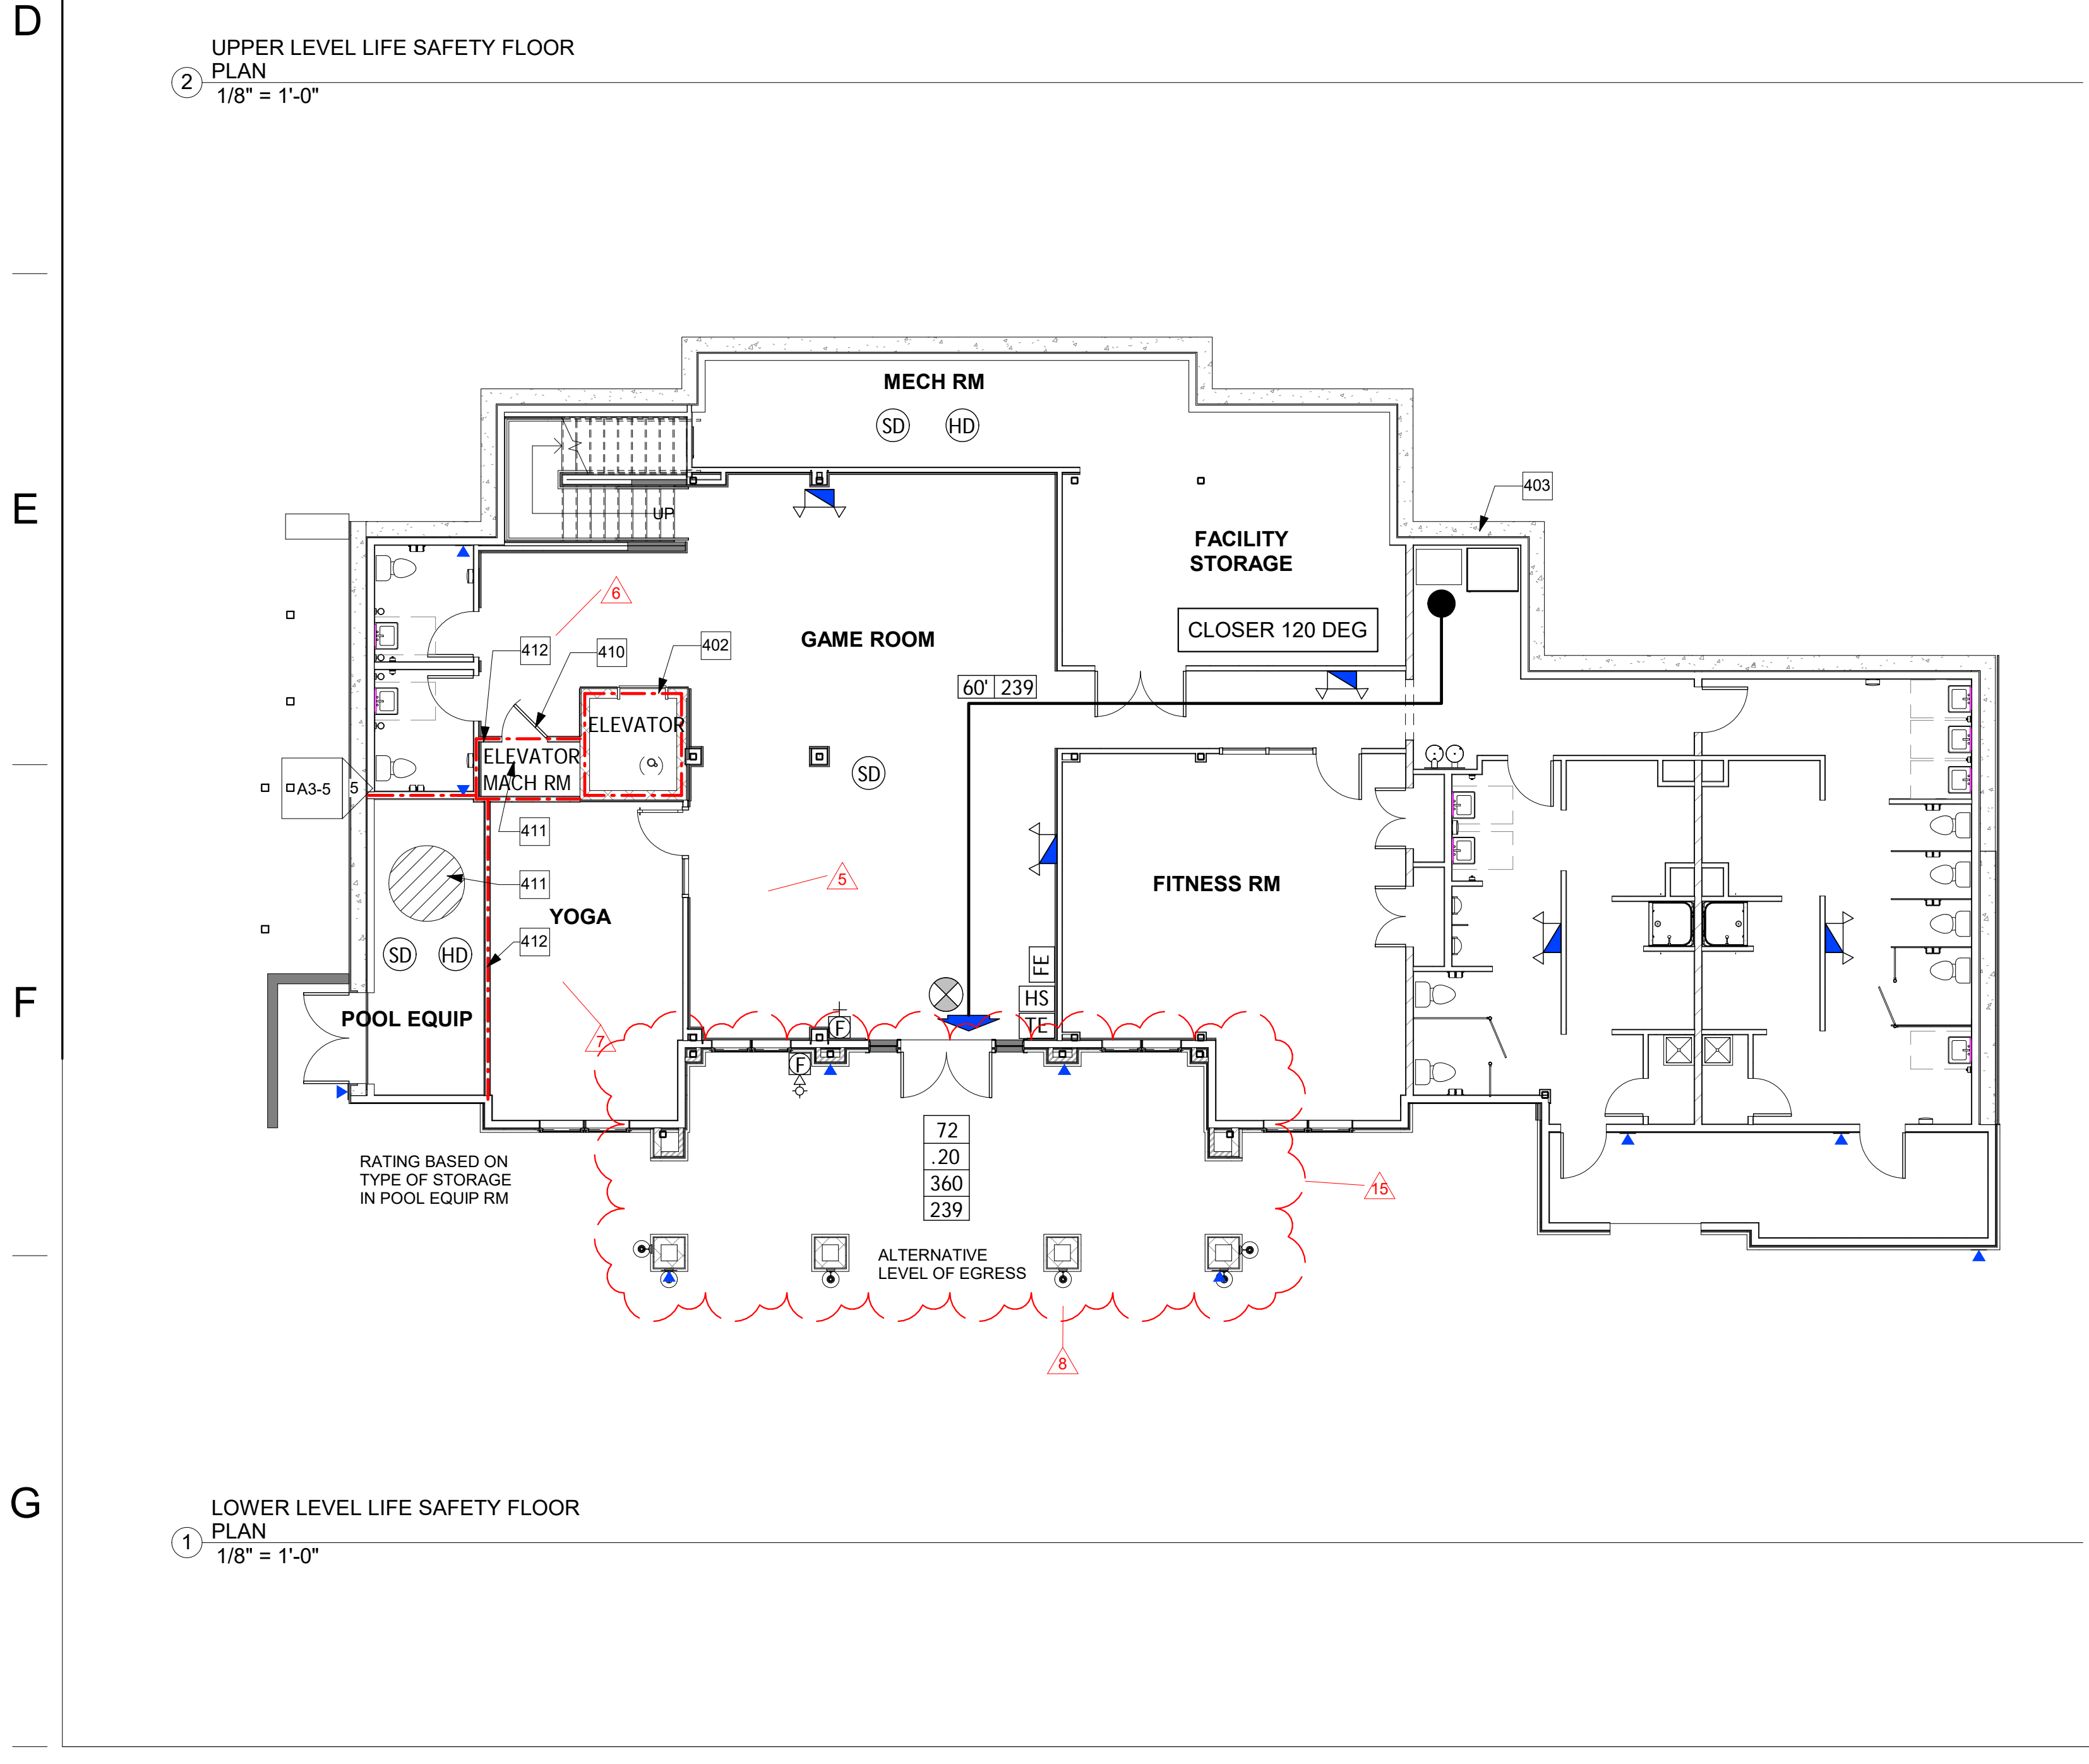 D
UPPER LEVEL LIFE SAFETY FLOOR
PLAN
2
1/8" = 1'-0"
MECH RM
SD
HD
E
403
UP
FACILITY
STORAGE
6
CLOSER 120 DEG
GAME ROOM
412
410
402
60' 239
ELEVATOR
ELEVATOR
MACH RM
SD
A3-5
5
411
5
411
FITNESS RM
YOGA
412
SD
HD
FE
HS
TE
F
POOL EQUIP
F
7
F
72
.20
360
239
RATING BASED ON
TYPE OF STORAGE
IN POOL EQUIP RM
15
ALTERNATIVE
LEVEL OF EGRESS
8
G
LOWER LEVEL LIFE SAFETY FLOOR
PLAN
1
1/8" = 1'-0"